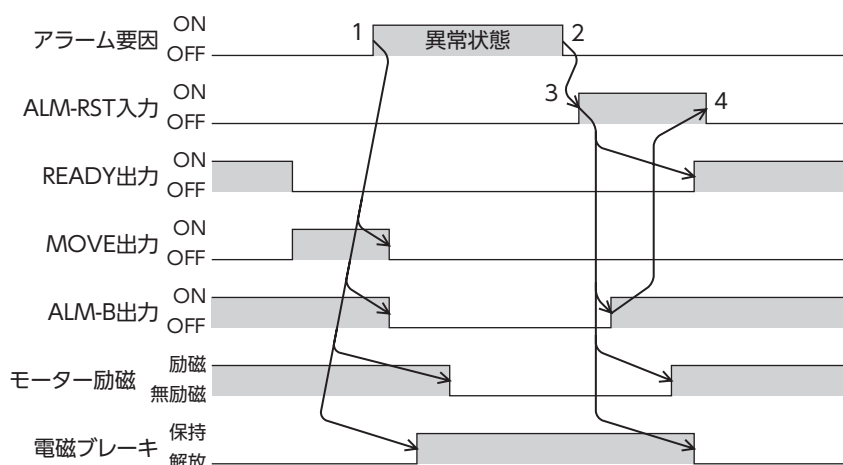 アラーム要因 ON OFF 1 異常状態 2
ALM-RST入力 ON OFF 3 4
READY出力 ON OFF
MOVE出力 ON OFF
ALM-B出力 ON OFF
モーター励磁 励磁 無励磁
電磁ブレーキ 保持 解放